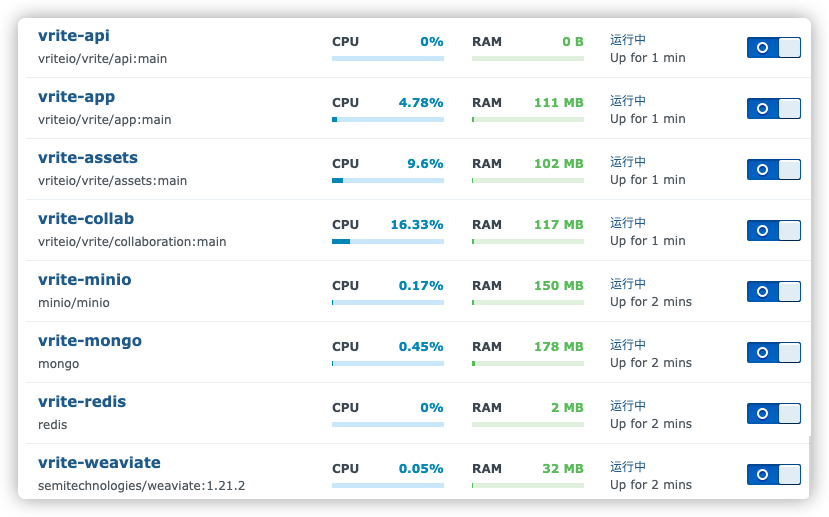 vrite-api
CPU 0% RAM 0 B 运行中
vriteio/vrite/api:main Up for 1 min
vrite-app
CPU 4.78% RAM 111 MB 运行中
vriteio/vrite/app:main Up for 1 min
vrite-assets
CPU 9.6% RAM 102 MB 运行中
vriteio/vrite/assets:main Up for 1 min
vrite-collab
CPU 16.33% RAM 117 MB 运行中
vriteio/vrite/collaboration:main Up for 1 min
vrite-minio
CPU 0.17% RAM 150 MB 运行中
minio/minio Up for 2 mins
vrite-mongo
CPU 0.45% RAM 178 MB 运行中
mongo Up for 2 mins
vrite-redis
CPU 0% RAM 2 MB 运行中
redis Up for 2 mins
vrite-weaviate
CPU 0.05% RAM 32 MB 运行中
semitechnologies/weaviate:1.21.2 Up for 2 mins